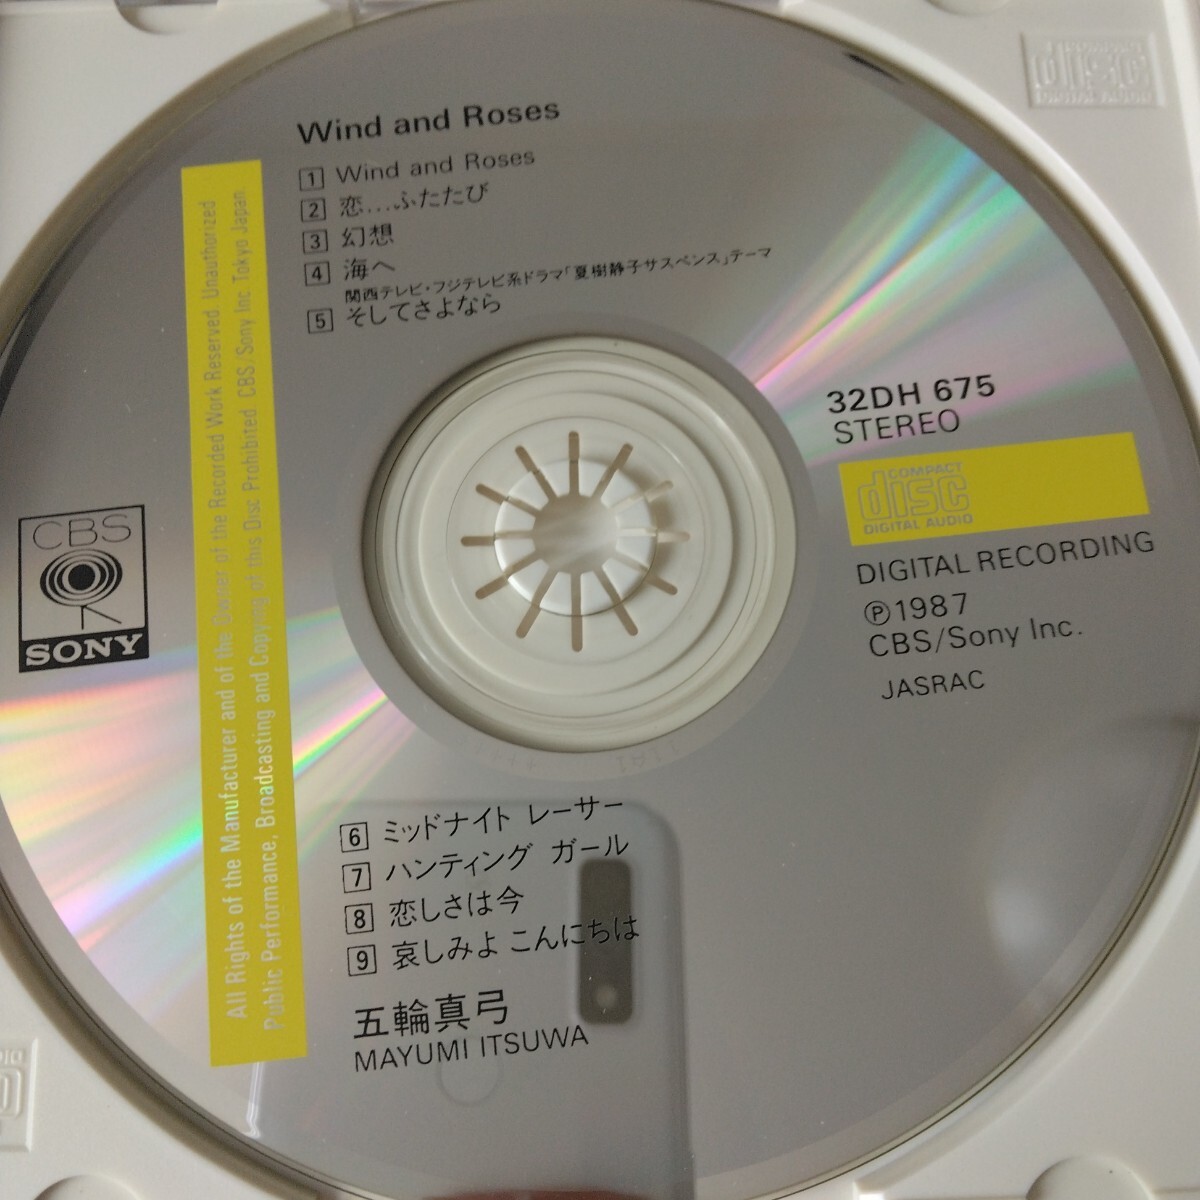 Wind and Roses
1 Wind and Roses
2 恋…ふたたび
3 幻想
4 海へ
関西テレビ・フジテレビ系ドラマ「夏樹静子サスペンス」テーマ
5 そしてさよなら
32DH 675
STEREO
COMPACT
disc
DIGITAL AUDIO
DIGITAL RECORDING
Ⓟ1987
CBS/Sony Inc.
JASRAC
CBS
SONY
All Rights of the Manufacturer and of the Owner of the Recorded Work Reserved. Unauthorized
Public Performance, Broadcasting and Copying of this Disc Prohibited CBS/Sony Inc. Tokyo Japan.
6 ミッドナイト レーサー
7 ハンティング ガール
8 恋しさは今
9 哀しみよ こんにちは
五輪真弓
MAYUMI ITSUWA
COMPACT
disc
DIGITAL AUDIO